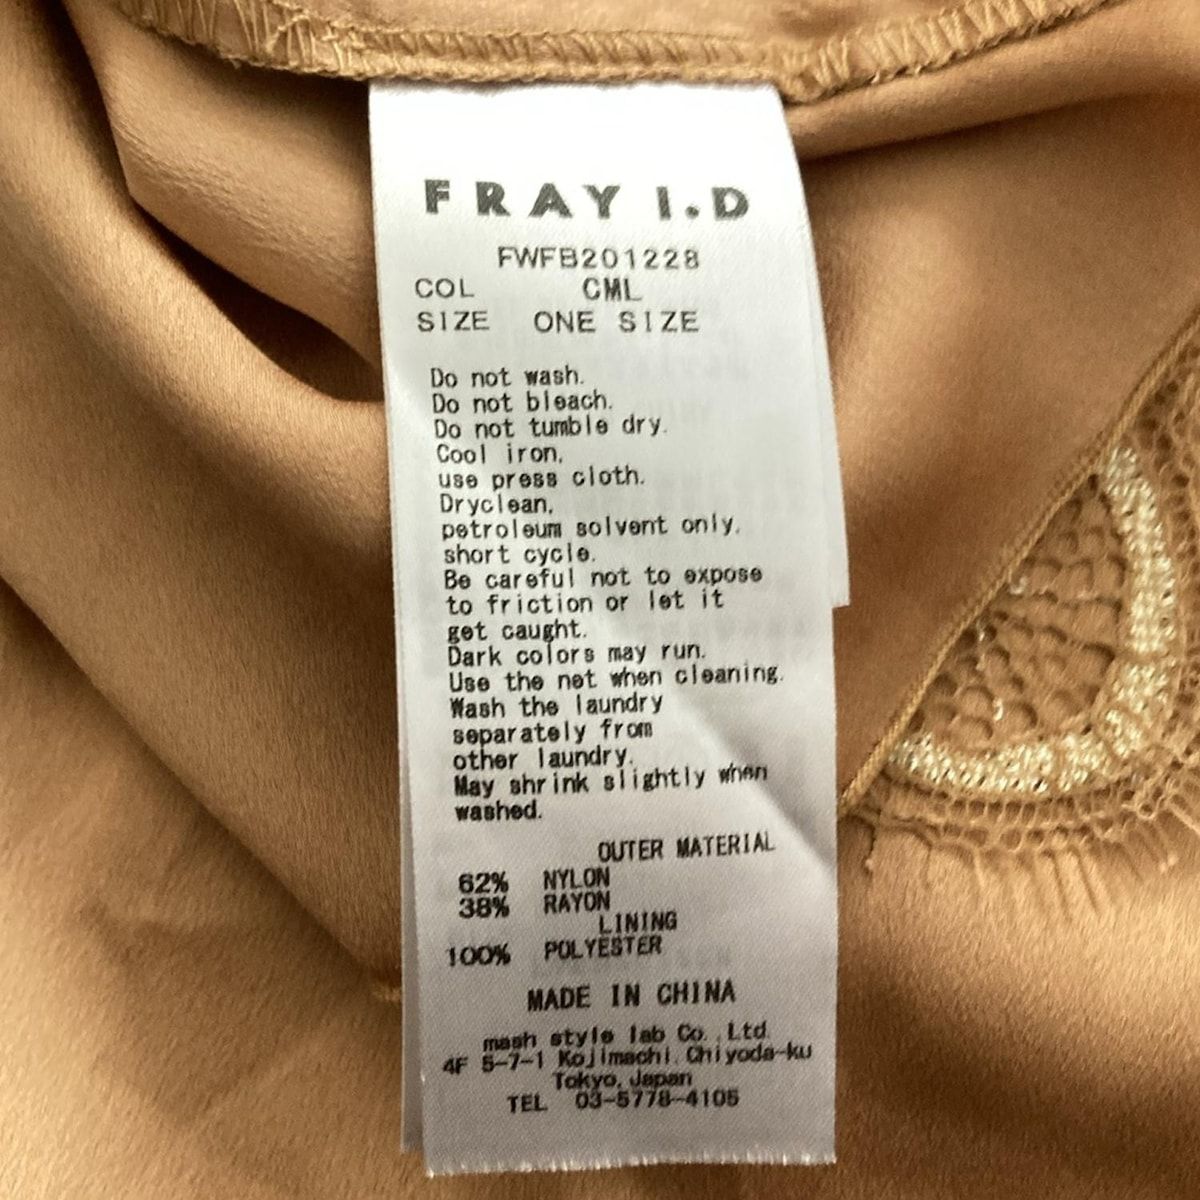 FRAY I.D
FWFB201228
COL CML
SIZE ONE SIZE
Do not wash.
Do not bleach.
Do not tumble dry.
Cool iron.
use press cloth.
Dryclean.
petroleum solvent only.
short cycle.
Be careful not to expose
to friction or let it
get caught.
Dark colors may run.
Use the net when cleaning.
Wash the laundry
separately from
other laundry.
May shrink slightly when
washed.
OUTER MATERIAL
62% NYLON
38% RAYON
LINING
100% POLYESTER
MADE IN CHINA
mash style lab Co.,Ltd.
4F 5-7-1 Kojimachi.Chiyoda-ku
Tokyo,Japan
TEL 03-5778-4105